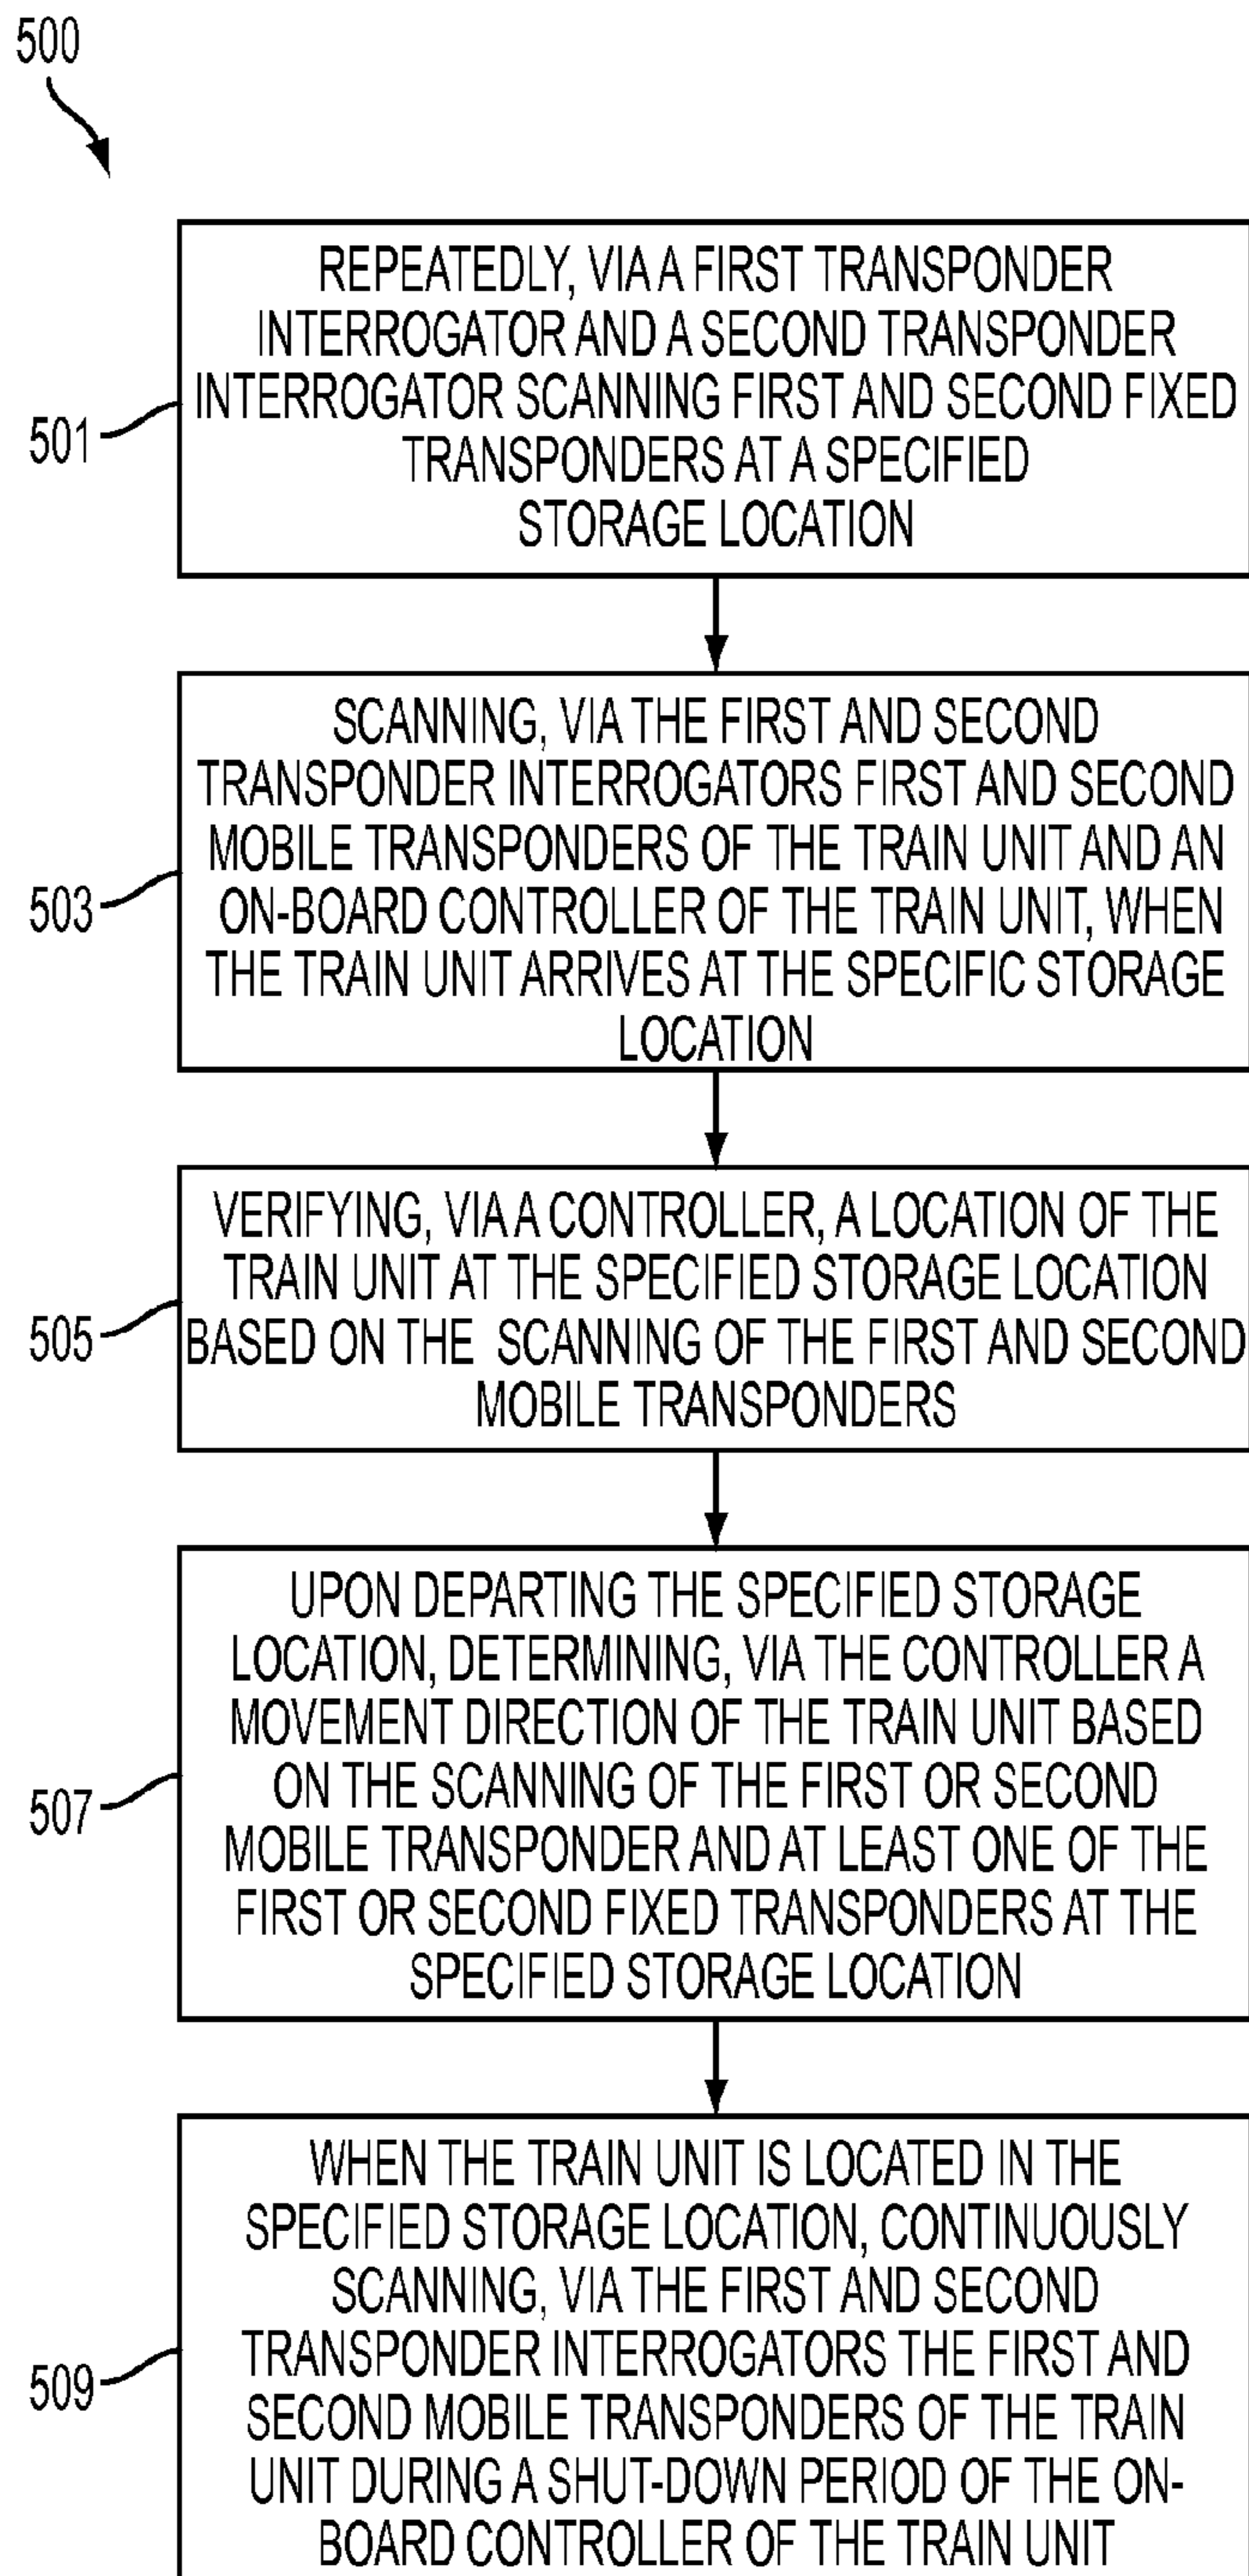 500
REPEATEDLY, VIA A FIRST TRANSPONDER
INTERROGATOR AND A SECOND TRANSPONDER
INTERROGATOR SCANNING FIRST AND SECOND FIXED
TRANSPONDERS AT A SPECIFIED
STORAGE LOCATION
501
SCANNING, VIA THE FIRST AND SECOND
TRANSPONDER INTERROGATORS FIRST AND SECOND
MOBILE TRANSPONDERS OF THE TRAIN UNIT AND AN
ON-BOARD CONTROLLER OF THE TRAIN UNIT, WHEN
THE TRAIN UNIT ARRIVES AT THE SPECIFIC STORAGE
LOCATION
503
VERIFYING, VIA A CONTROLLER, A LOCATION OF THE
TRAIN UNIT AT THE SPECIFIED STORAGE LOCATION
BASED ON THE SCANNING OF THE FIRST AND SECOND
MOBILE TRANSPONDERS
505
UPON DEPARTING THE SPECIFIED STORAGE
LOCATION, DETERMINING, VIA THE CONTROLLER A
MOVEMENT DIRECTION OF THE TRAIN UNIT BASED
ON THE SCANNING OF THE FIRST OR SECOND
MOBILE TRANSPONDER AND AT LEAST ONE OF THE
FIRST OR SECOND FIXED TRANSPONDERS AT THE
SPECIFIED STORAGE LOCATION
507
WHEN THE TRAIN UNIT IS LOCATED IN THE
SPECIFIED STORAGE LOCATION, CONTINUOUSLY
SCANNING, VIA THE FIRST AND SECOND
TRANSPONDER INTERROGATORS THE FIRST AND
SECOND MOBILE TRANSPONDERS OF THE TRAIN
UNIT DURING A SHUT-DOWN PERIOD OF THE ON-
BOARD CONTROLLER OF THE TRAIN UNIT
509